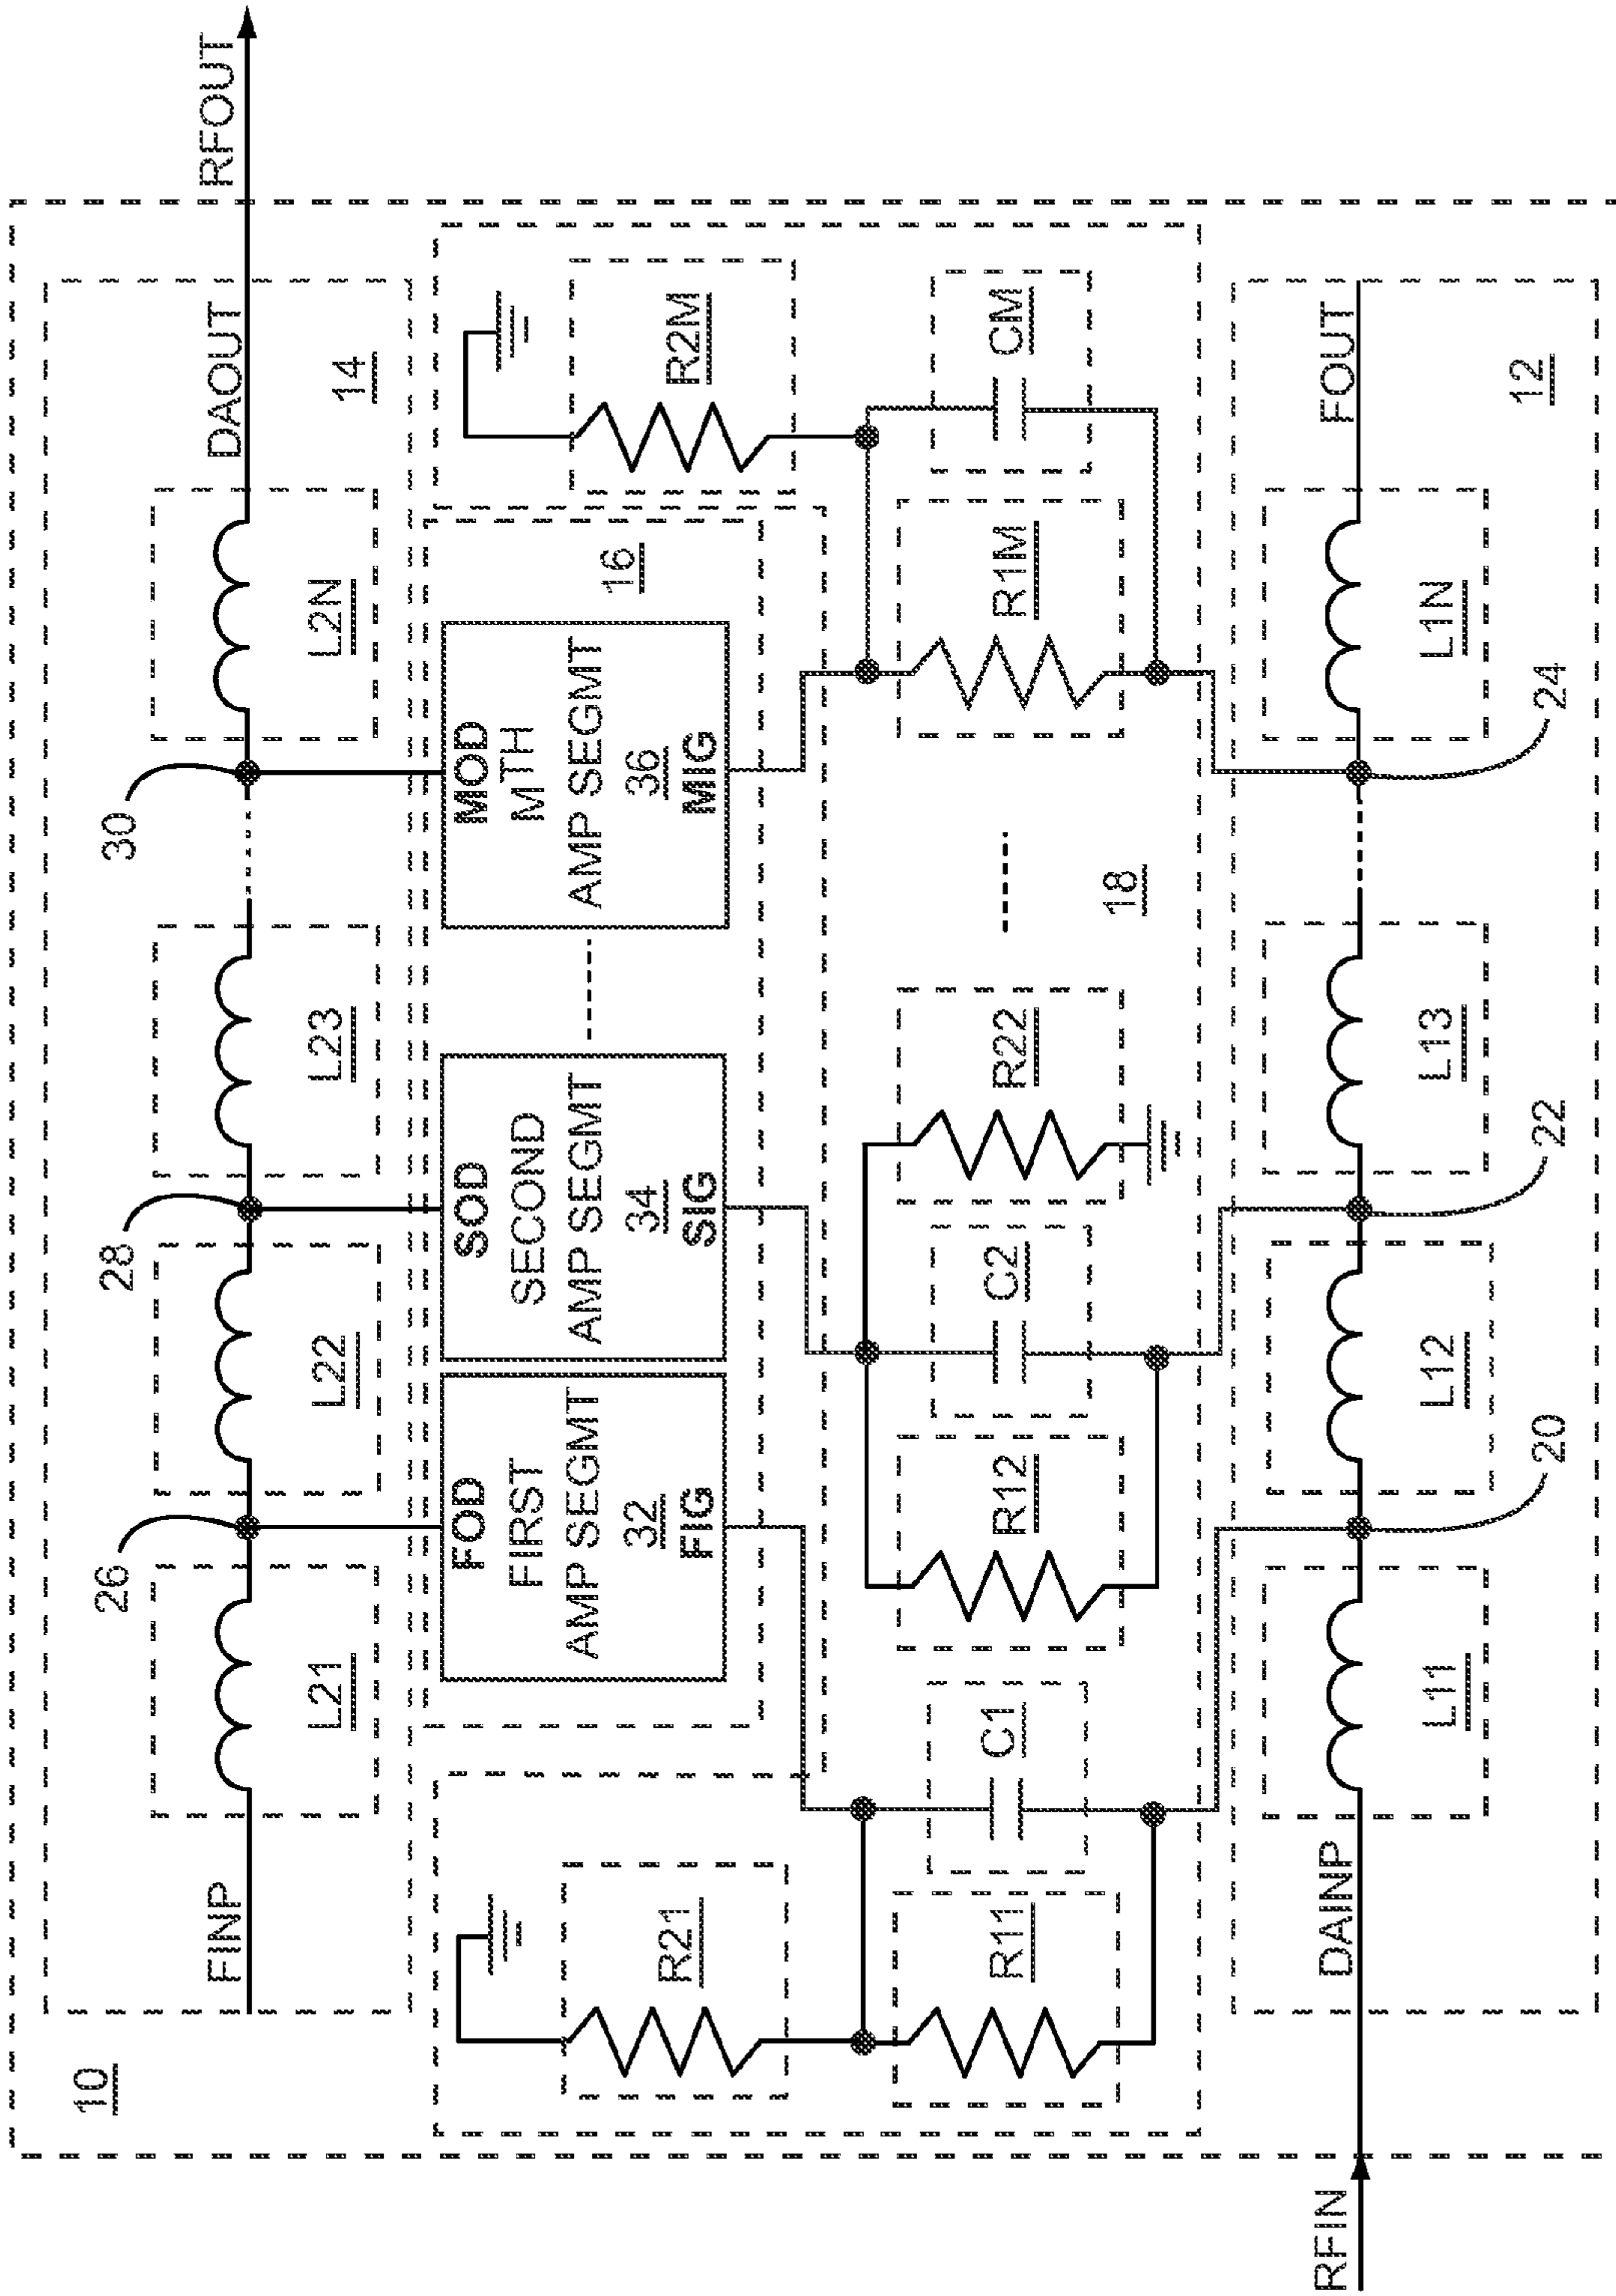 10
RFOUT
FINP
DAOUT
26
28
30
L21
L22
L23
L2N
14
FOD
FIRST
AMP SEGMT
32
FIG
SOD
SECOND
AMP SEGMT
34
SIG
MOD
MTH
AMP SEGMT
36
MIG
16
R21
R2M
R11
C1
R12
C2
R22
R1M
CM
18
RFIN
DAINP
FOUT
L11
L12
L13
L1N
12
20
22
24